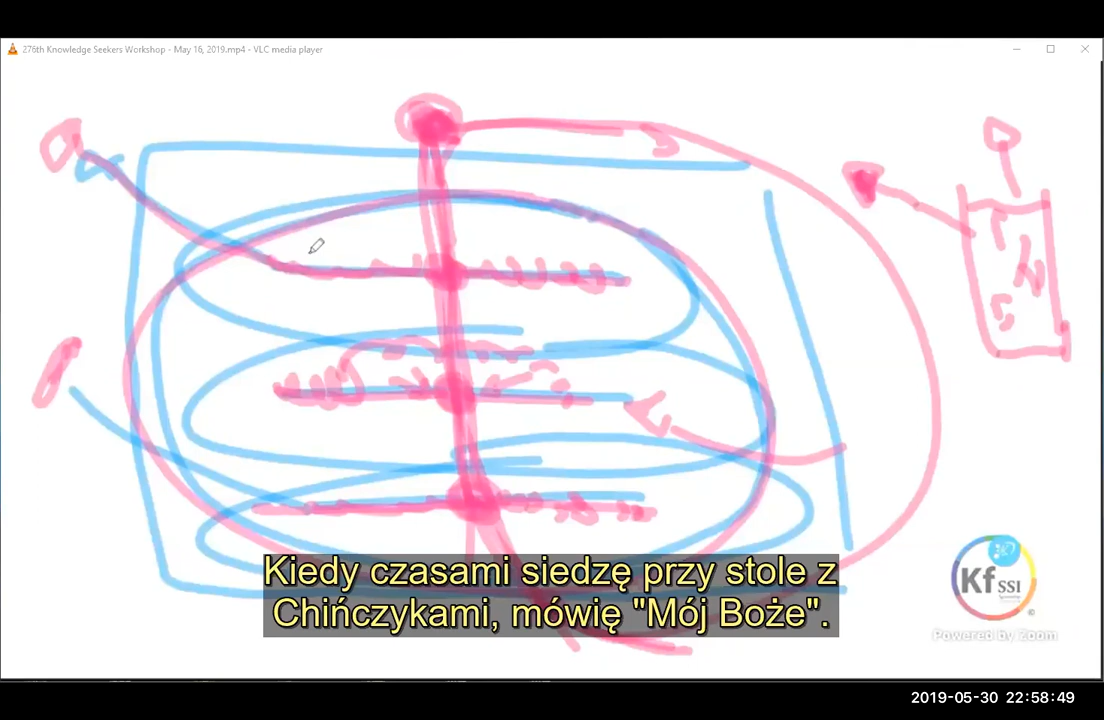 276th Knowledge Seekers Workshop - May 16, 2019.mp4 - VLC media player
Kiedy czasami siedzę przy stole z
Chińczykami, mówię "Mój Boże".
Kf SSI
©
Powered by Zoom
2019-05-30 22:58:49